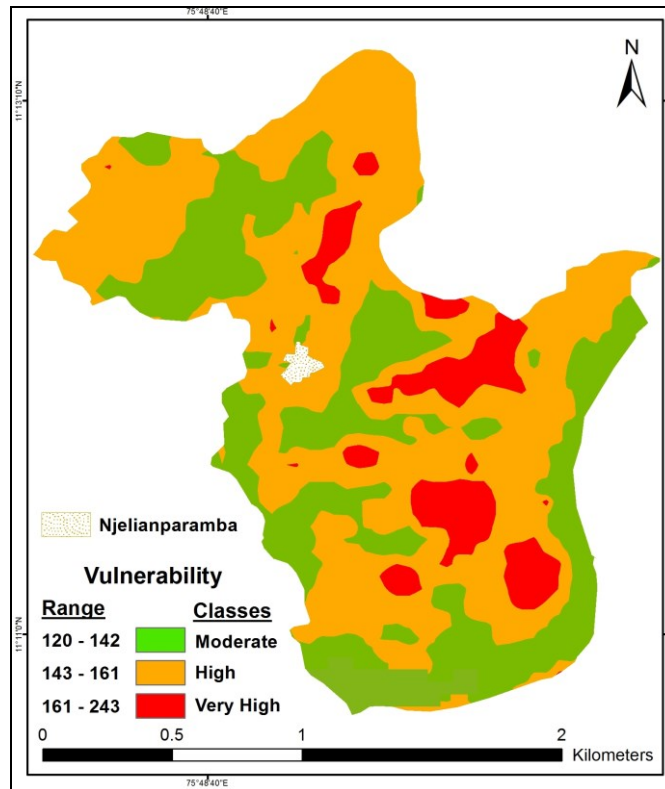 75°48'40"E
N
11°13'10"N
Njelianparamba
Vulnerability
Range Classes
120 - 142 Moderate
143 - 161 High
161 - 243 Very High
11°11'0"N
0 0.5 1 2
Kilometers
75°48'40"E